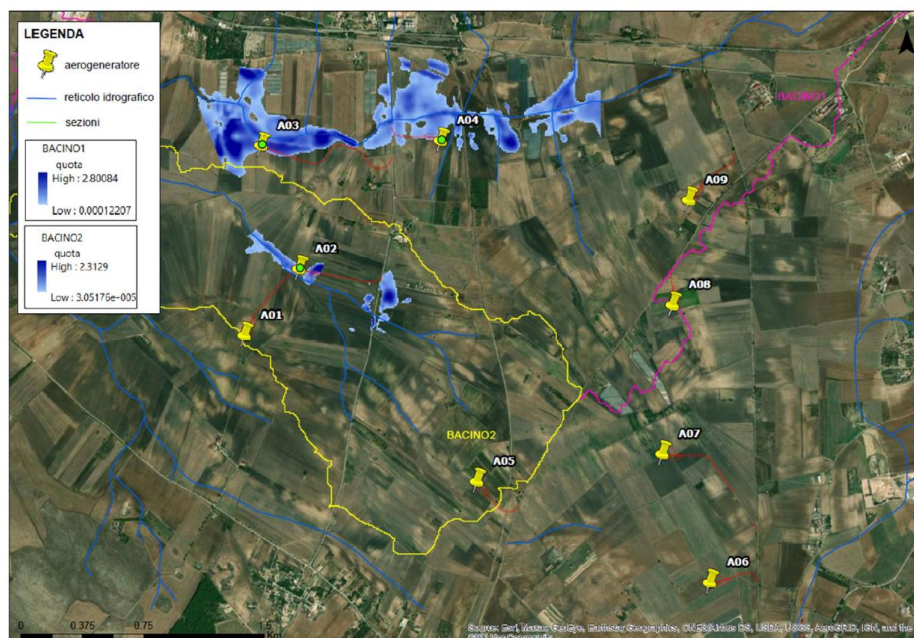 LEGENDA
aerogeneratore
reticolo idrografico
sezioni
BACINO1
quota
High : 2.80084
Low : 0.00012207
BACINO2
quota
High : 2.3129
Low : 3.05176e-005
BACINO1
A03
A04
A09
A02
A08
A01
BACINO2
A07
A05
A06
0 0.375 0.75 1.5
Km
Source: Esri, Maxar, GeoEye, Earthstar Geographics, CNES/Airbus DS, USDA, USGS, AeroGRID, IGN, and the